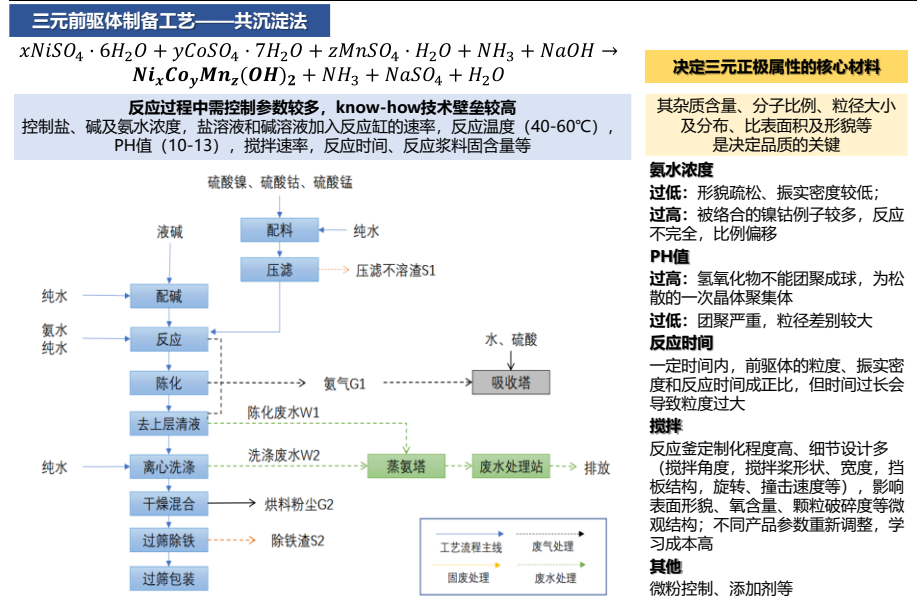 三元前驱体制备工艺——共沉淀法
xNiSO₄·6H₂O + yCoSO₄·7H₂O + zMnSO₄·H₂O + NH₃ + NaOH →
NiₓCoᵧMn_z(OH)₂ + NH₃ + NaSO₄ + H₂O
反应过程中需控制参数较多，know-how技术壁垒较高
控制盐、碱及氨水浓度，盐溶液和碱溶液加入反应缸的速率，反应温度（40-60℃），
PH值（10-13），搅拌速率，反应时间、反应浆料固含量等
硫酸镍、硫酸钴、硫酸锰
配料
纯水
液碱
压滤
压滤不溶渣S1
纯水
配碱
氨水
纯水
反应
水、硫酸
陈化
氨气G1
吸收塔
陈化废水W1
去上层清液
纯水
离心洗涤
洗涤废水W2
蒸氨塔
废水处理站
排放
干燥混合
烘料粉尘G2
过筛除铁
除铁渣S2
过筛包装
工艺流程主线
废气处理
固废处理
废水处理
决定三元正极属性的核心材料
其杂质含量、分子比例、粒径大小
及分布、比表面积及形貌等
是决定品质的关键
氨水浓度
过低：形貌疏松、振实密度较低；
过高：被络合的镍钴例子较多，反应
不完全，比例偏移
PH值
过高：氢氧化物不能团聚成球，为松
散的一次晶体聚集体
过低：团聚严重，粒径差别较大
反应时间
一定时间内，前驱体的粒度、振实密
度和反应时间成正比，但时间过长会
导致粒度过大
搅拌
反应釜定制化程度高、细节设计多
（搅拌角度，搅拌桨形状、宽度，挡
板结构，旋转、撞击速度等），影响
表面形貌、氧含量、颗粒破碎度等微
观结构；不同产品参数重新调整，学
习成本高
其他
微粉控制、添加剂等